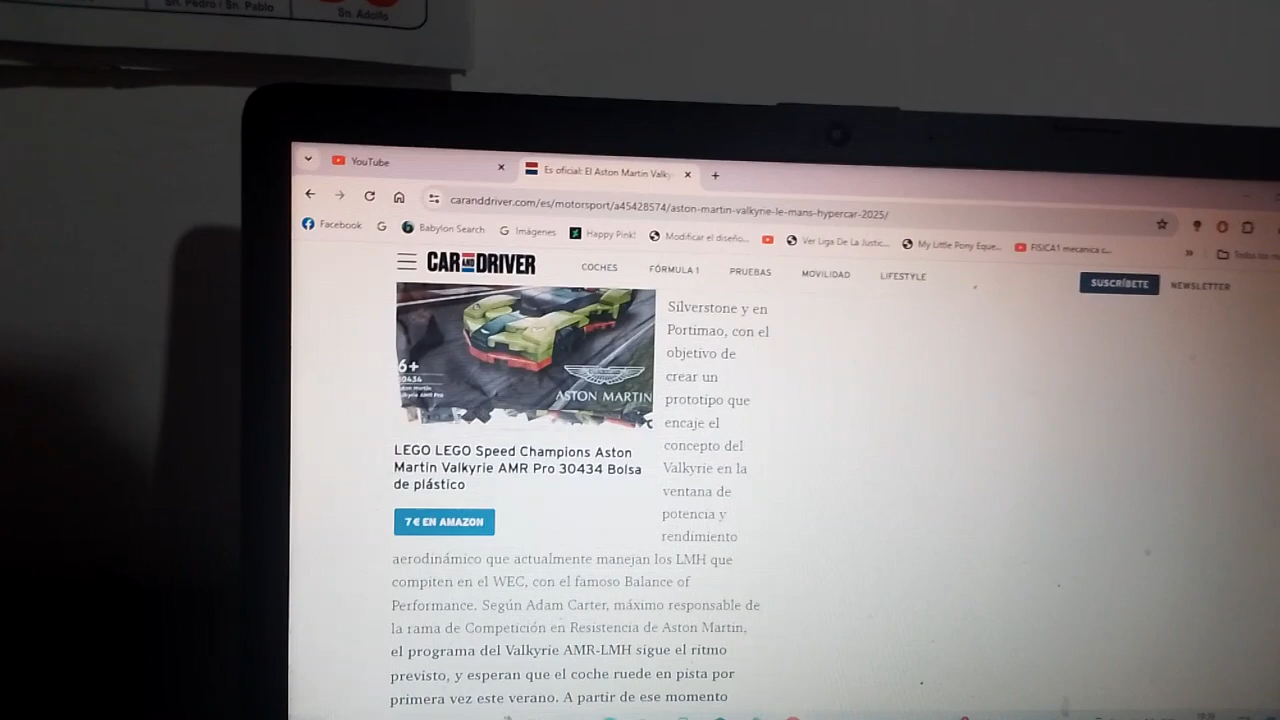 Sn. Pedro / Sn. Pablo
Sn. Adolfo
YouTube
Es oficial: El Aston Martin Valky
caranddriver.com/es/motorsport/a45428574/aston-martin-valkyrie-le-mans-hypercar-2025/
Facebook
Babylon Search
Imágenes
Happy Pink!
Modificar el diseño...
Ver Liga De La Justic...
My Little Pony Eque...
FISICA1 mecanica c...
Todos los m
CAR AND DRIVER
COCHES
FÓRMULA 1
PRUEBAS
MOVILIDAD
LIFESTYLE
SUSCRÍBETE
NEWSLETTER
6+
30434
ASTON MARTIN
LEGO LEGO Speed Champions Aston
Martin Valkyrie AMR Pro 30434 Bolsa
de plástico
7 € EN AMAZON
Silverstone y en
Portimao, con el
objetivo de
crear un
prototipo que
encaje el
concepto del
Valkyrie en la
ventana de
potencia y
rendimiento
aerodinámico que actualmente manejan los LMH que
compiten en el WEC, con el famoso Balance of
Performance. Según Adam Carter, máximo responsable de
la rama de Competición en Resistencia de Aston Martin,
el programa del Valkyrie AMR-LMH sigue el ritmo
previsto, y esperan que el coche ruede en pista por
primera vez este verano. A partir de ese momento